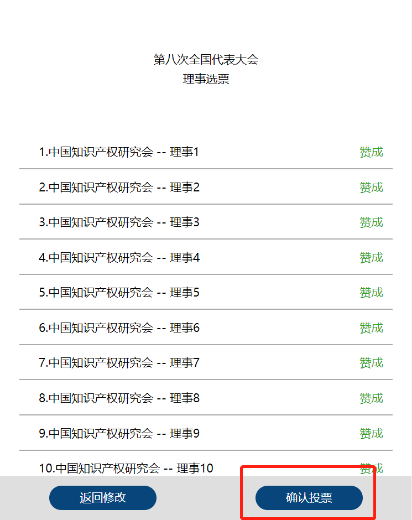 第八次全国代表大会
理事选票
1.中国知识产权研究会 -- 理事1 赞成
2.中国知识产权研究会 -- 理事2 赞成
3.中国知识产权研究会 -- 理事3 赞成
4.中国知识产权研究会 -- 理事4 赞成
5.中国知识产权研究会 -- 理事5 赞成
6.中国知识产权研究会 -- 理事6 赞成
7.中国知识产权研究会 -- 理事7 赞成
8.中国知识产权研究会 -- 理事8 赞成
9.中国知识产权研究会 -- 理事9 赞成
10.中国知识产权研究会 -- 理事10 赞成
返回修改 确认投票